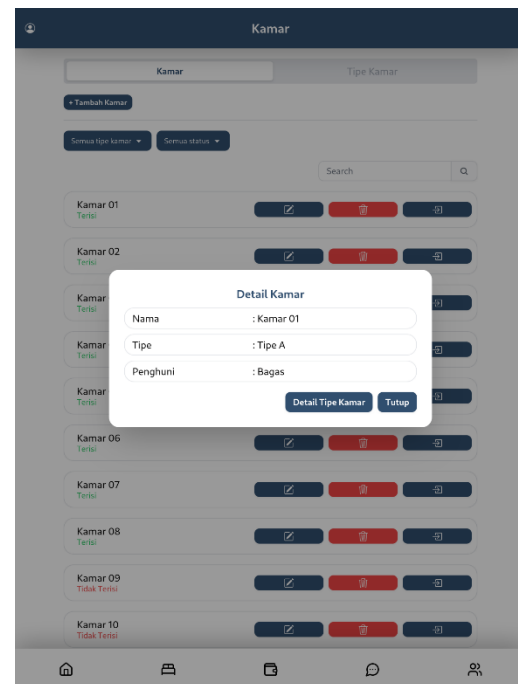 Kamar
Kamar Tipe Kamar
+ Tambah Kamar
Semua tipe kamar Semua status
Search
Kamar 01
Terisi
Kamar 02
Terisi
Kamar
Terisi
Detail Kamar
Nama : Kamar 01
Tipe : Tipe A
Penghuni : Bagas
Detail Tipe Kamar Tutup
Kamar
Terisi
Kamar
Terisi
Kamar 06
Terisi
Kamar 07
Terisi
Kamar 08
Terisi
Kamar 09
Tidak Terisi
Kamar 10
Tidak Terisi